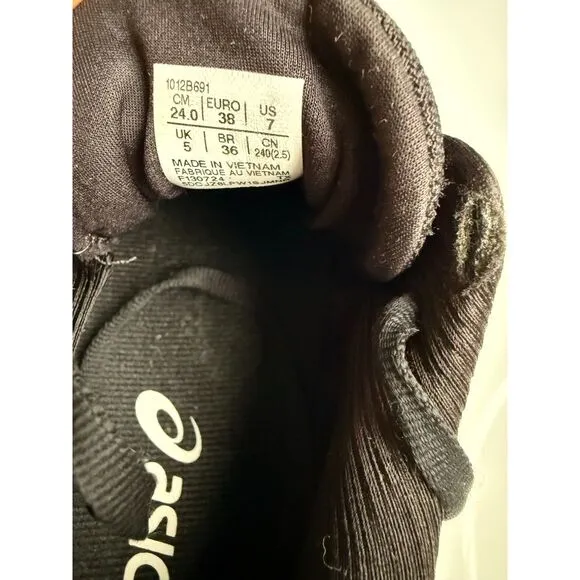 1012B691
CM EURO US
24.0 38 7
UK BR CN
5 36 240(2.5)
MADE IN VIETNAM
FABRIQUE AU VIETNAM
F130724
asics